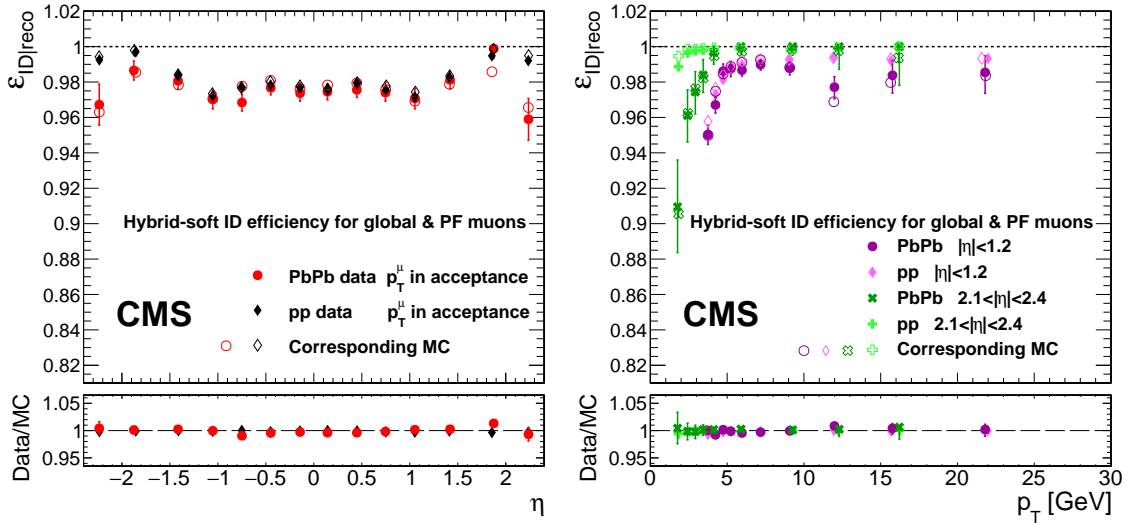 ε_ID|reco
1.02
1
0.98
0.96
0.94
0.92
0.9
0.88
0.86
0.84
0.82
Hybrid-soft ID efficiency for global & PF muons
PbPb data p_T^μ in acceptance
pp data p_T^μ in acceptance
Corresponding MC
CMS
Data/MC
1.05
1
0.95
−2 −1.5 −1 −0.5 0 0.5 1 1.5 2
η
ε_ID|reco
1.02
1
0.98
0.96
0.94
0.92
0.9
0.88
0.86
0.84
0.82
Hybrid-soft ID efficiency for global & PF muons
PbPb |η|<1.2
pp |η|<1.2
PbPb 2.1<|η|<2.4
pp 2.1<|η|<2.4
Corresponding MC
CMS
Data/MC
1.05
1
0.95
0 5 10 15 20 25 30
p_T [GeV]